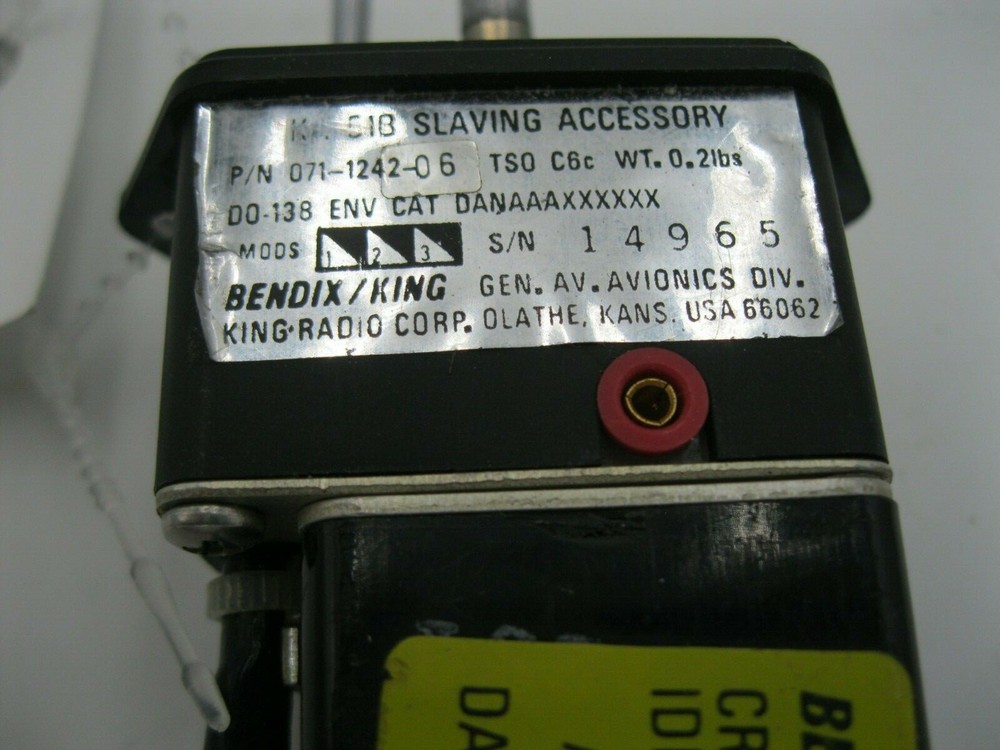 51B SLAVING ACCESSORY
P/N 071-1242-06 TSO C6c WT. 0.2lbs
DO-138 ENV CAT DANAAAXXXXXX
MODS 1 2 3 S/N 14965
BENDIX/KING GEN. AV. AVIONICS DIV.
KING RADIO CORP. OLATHE, KANS. USA 66062